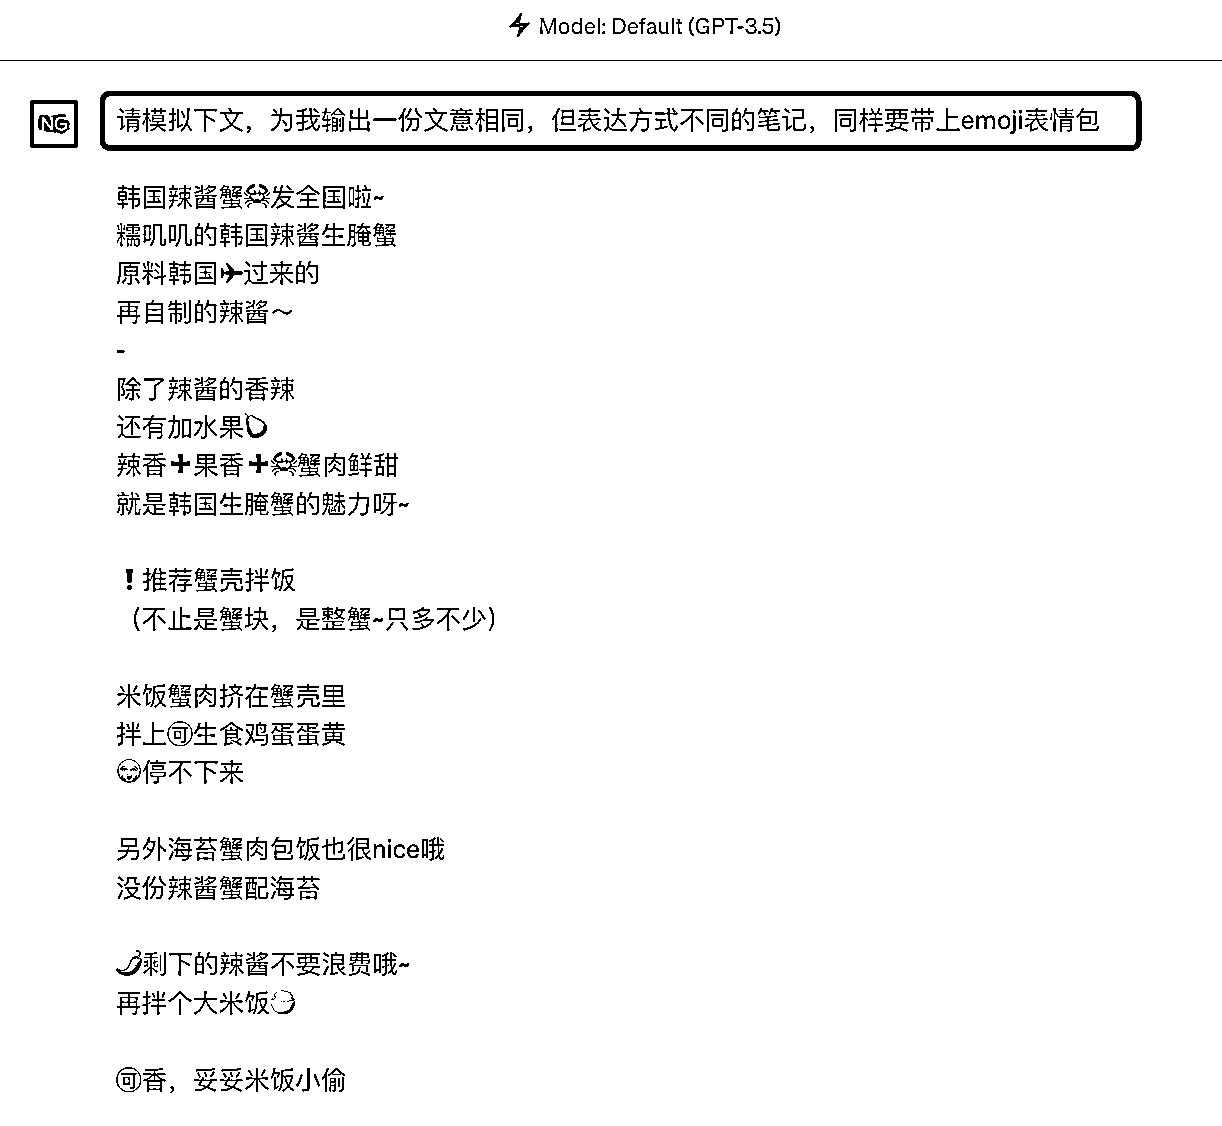 Model: Default (GPT-3.5)
NG
请模拟下文，为我输出一份文意相同，但表达方式不同的笔记，同样要带上emoji表情包
韩国辣酱蟹🦀发全国啦~
糯叽叽的韩国辣酱生腌蟹
原料韩国✈过来的
再自制的辣酱～
-
除了辣酱的香辣
还有加水果🍐
辣香➕果香➕🦀蟹肉鲜甜
就是韩国生腌蟹的魅力呀~
❗推荐蟹壳拌饭
（不止是蟹块，是整蟹~只多不少）
米饭蟹肉挤在蟹壳里
拌上🉑生食鸡蛋蛋黄
😍停不下来
另外海苔蟹肉包饭也很nice哦
没份辣酱蟹配海苔
🌶剩下的辣酱不要浪费哦~
再拌个大米饭
🉑香，妥妥米饭小偷